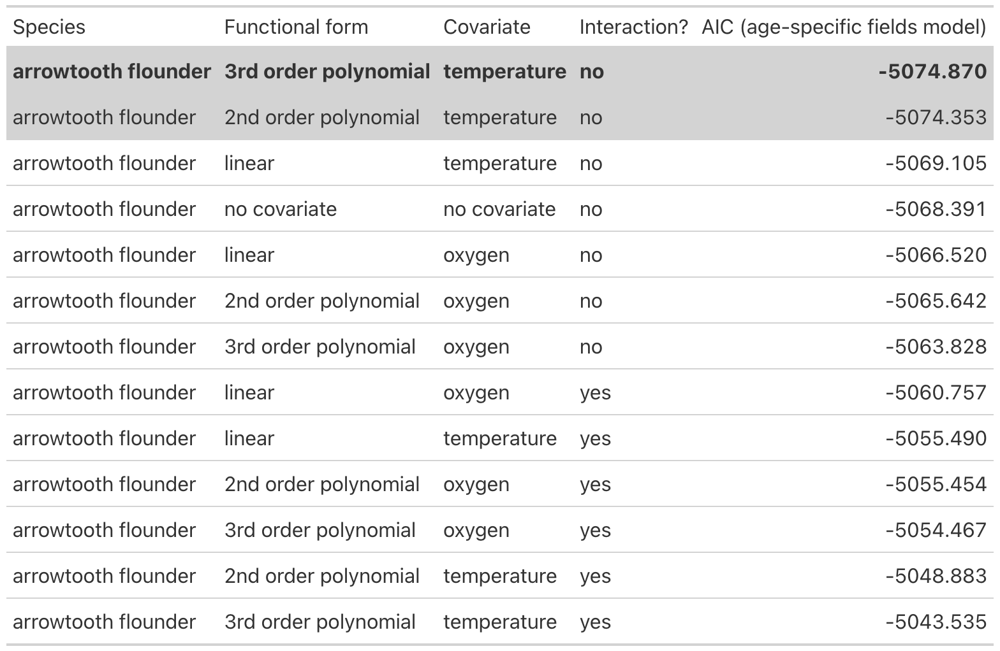 Species Functional form Covariate Interaction? AIC (age-specific fields model)
arrowtooth flounder 3rd order polynomial temperature no -5074.870
arrowtooth flounder 2nd order polynomial temperature no -5074.353
arrowtooth flounder linear temperature no -5069.105
arrowtooth flounder no covariate no covariate no -5068.391
arrowtooth flounder linear oxygen no -5066.520
arrowtooth flounder 2nd order polynomial oxygen no -5065.642
arrowtooth flounder 3rd order polynomial oxygen no -5063.828
arrowtooth flounder linear oxygen yes -5060.757
arrowtooth flounder linear temperature yes -5055.490
arrowtooth flounder 2nd order polynomial oxygen yes -5055.454
arrowtooth flounder 3rd order polynomial oxygen yes -5054.467
arrowtooth flounder 2nd order polynomial temperature yes -5048.883
arrowtooth flounder 3rd order polynomial temperature yes -5043.535